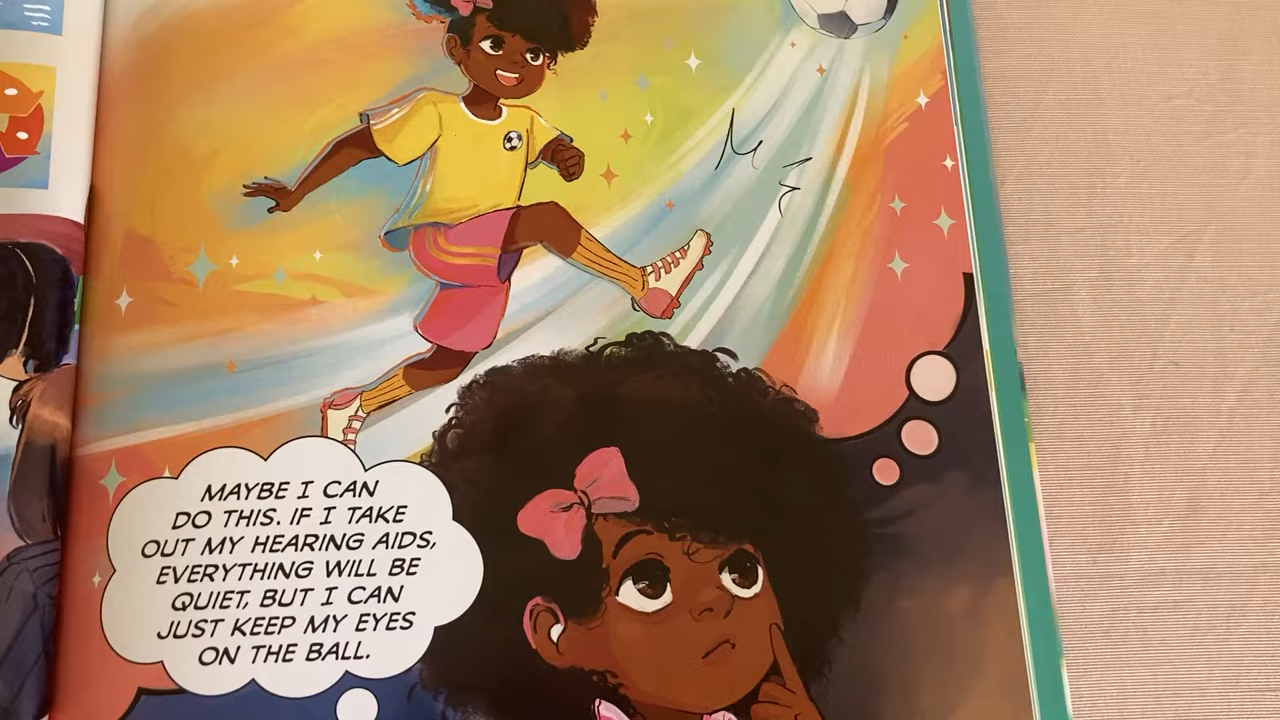 MAYBE I CAN
DO THIS. IF I TAKE
OUT MY HEARING AIDS,
EVERYTHING WILL BE
QUIET, BUT I CAN
JUST KEEP MY EYES
ON THE BALL.